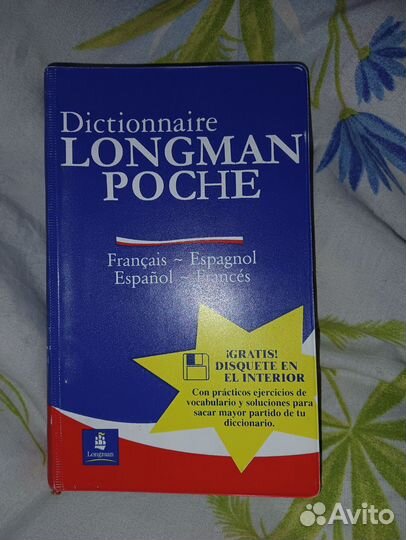 Dictionnaire
LONGMAN
POCHE
Français ~ Espagnol
Español ~ Francés
¡GRATIS!
DISQUETE EN
EL INTERIOR
Con prácticos ejercicios de
vocabulario y soluciones para
sacar mayor partido de tu
diccionario.
Longman
Avito